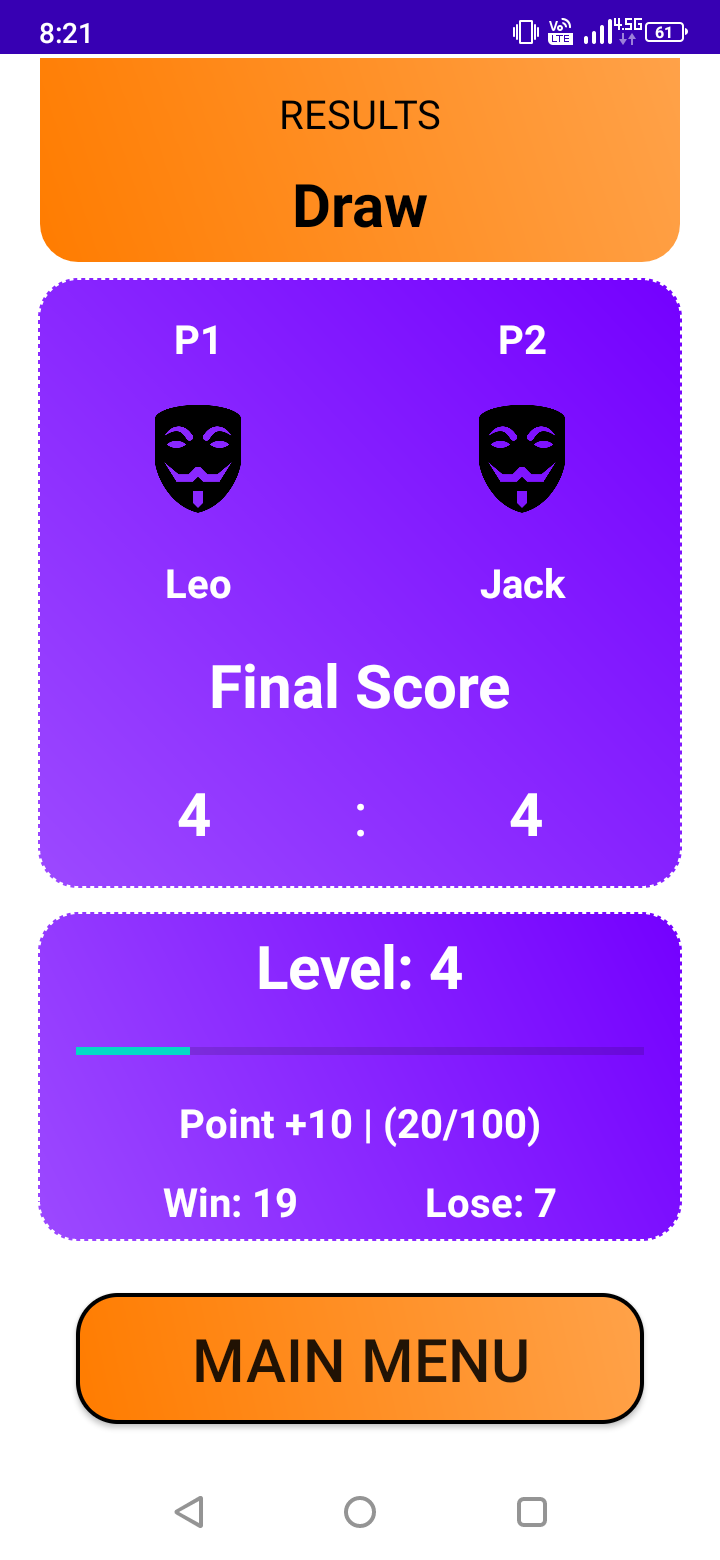 8:21 Vo LTE 4.5G 61
RESULTS
Draw
P1 P2
Leo Jack
Final Score
4 : 4
Level: 4
Point +10 | (20/100)
Win: 19 Lose: 7
MAIN MENU